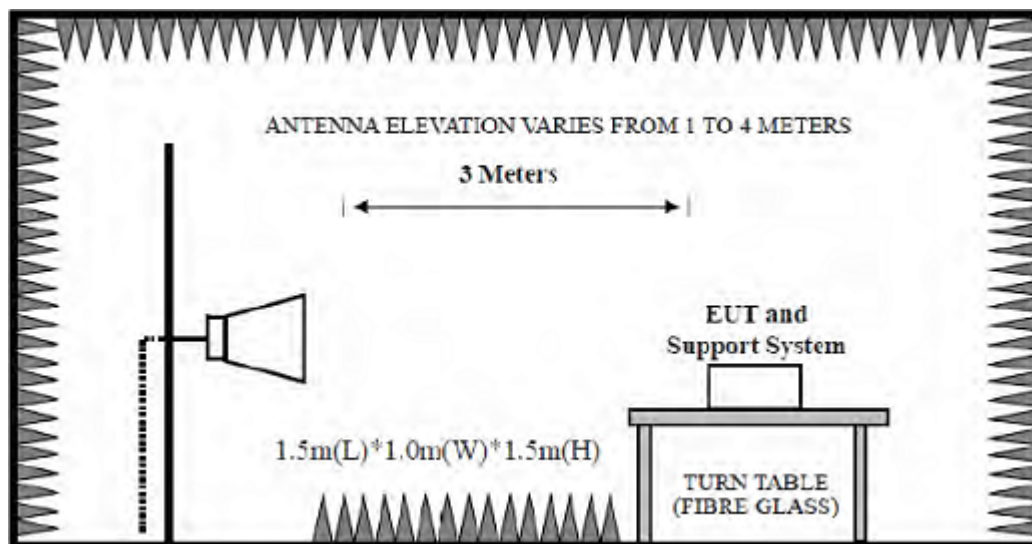 ANTENNA ELEVATION VARIES FROM 1 TO 4 METERS
3 Meters
EUT and
Support System
1.5m(L)*1.0m(W)*1.5m(H)
TURN TABLE
(FIBRE GLASS)